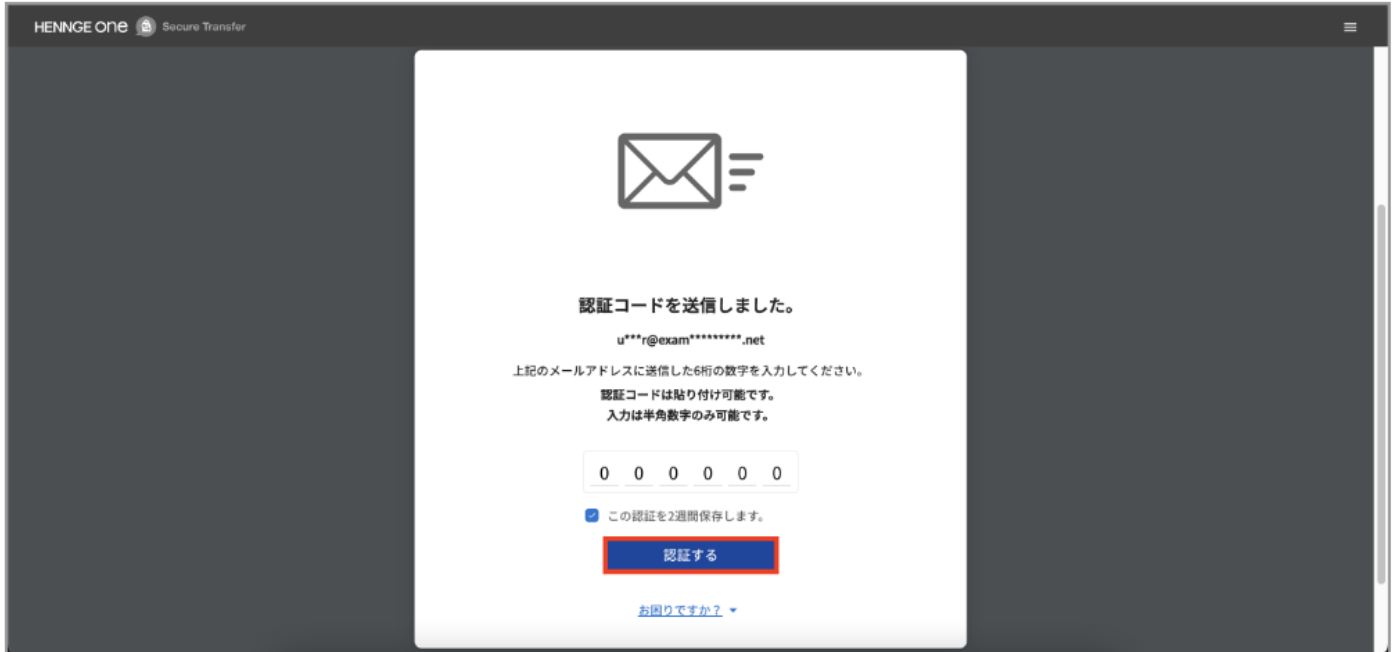 HENNGE one Secure Transfer
認証コードを送信しました。
u***r@exam*********.net
上記のメールアドレスに送信した6桁の数字を入力してください。
認証コードは貼り付け可能です。
入力は半角数字のみ可能です。
0 0 0 0 0 0
この認証を2週間保存します。
認証する
お困りですか？